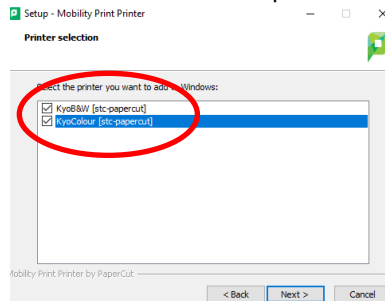 Setup - Mobility Print Printer
Printer selection
Select the printer you want to add to Windows:
KyoB&W [stc-papercut]
KyoColour [stc-papercut]
Mobility Print Printer by PaperCut
< Back Next > Cancel